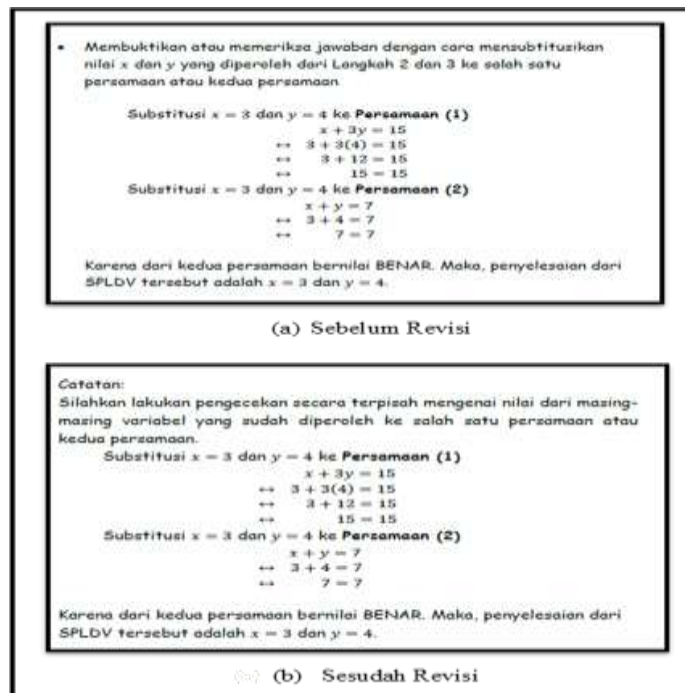 • Membuktikan atau memeriksa jawaban dengan cara mensubtitusikan
nilai x dan y yang diperoleh dari Langkah 2 dan 3 ke salah satu
persamaan atau kedua persamaan
Substitusi x = 3 dan y = 4 ke Persamaan (1)
x + 3y = 15
↔ 3 + 3(4) = 15
↔ 3 + 12 = 15
↔ 15 = 15
Substitusi x = 3 dan y = 4 ke Persamaan (2)
x + y = 7
↔ 3 + 4 = 7
↔ 7 = 7
Karena dari kedua persamaan bernilai BENAR. Maka, penyelesaian dari
SPLDV tersebut adalah x = 3 dan y = 4.
(a) Sebelum Revisi
Catatan:
Silahkan lakukan pengecekan secara terpisah mengenai nilai dari masing-
masing variabel yang sudah diperoleh ke salah satu persamaan atau
kedua persamaan.
Substitusi x = 3 dan y = 4 ke Persamaan (1)
x + 3y = 15
↔ 3 + 3(4) = 15
↔ 3 + 12 = 15
↔ 15 = 15
Substitusi x = 3 dan y = 4 ke Persamaan (2)
x + y = 7
↔ 3 + 4 = 7
↔ 7 = 7
Karena dari kedua persamaan bernilai BENAR. Maka, penyelesaian dari
SPLDV tersebut adalah x = 3 dan y = 4.
(b) Sesudah Revisi